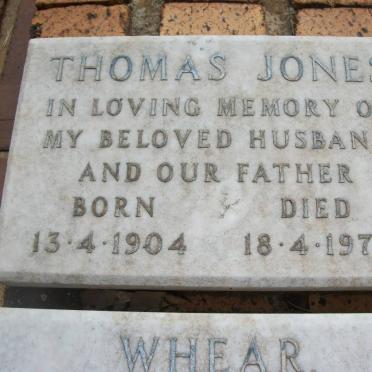 THOMAS JONES
IN LOVING MEMORY O
MY BELOVED HUSBAN
AND OUR FATHER
BORN DIED
13·4·1904 18·4·197
WHEAR